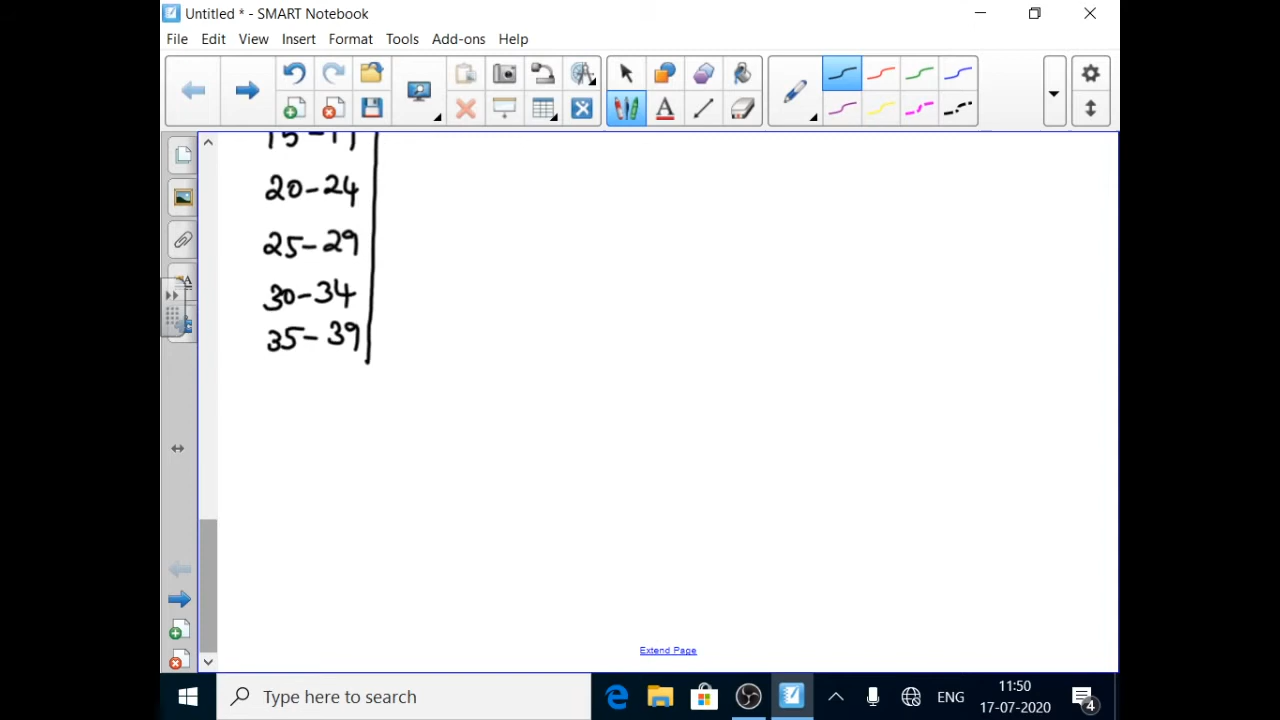 Untitled * - SMART Notebook
File Edit View Insert Format Tools Add-ons Help
20-24
25-29
30-34
35-39
Extend Page
Type here to search
ENG
11:50
17-07-2020
4